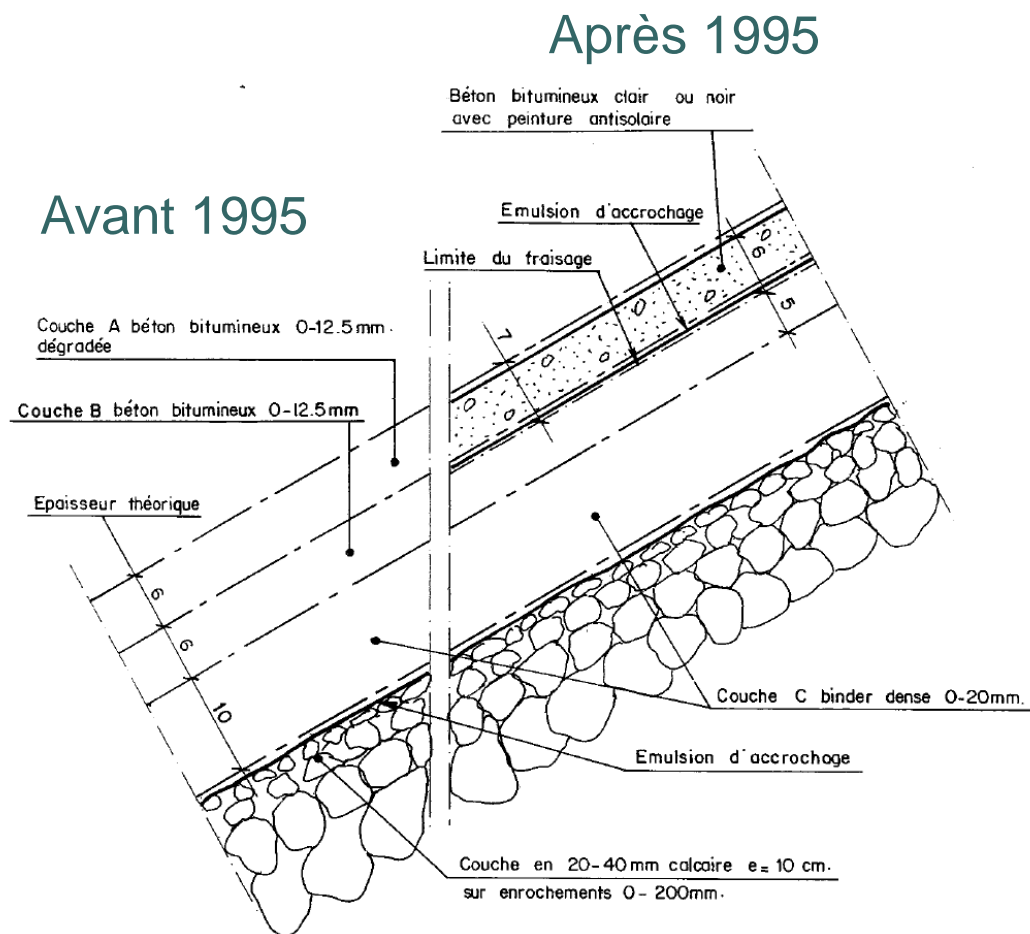 Après 1995
Béton bitumineux clair ou noir
avec peinture antisolaire
Avant 1995
Emulsion d'accrochage
Limite du fraisage
6
5
7
Couche A béton bitumineux 0-12.5mm.
dégradée
Couche B béton bitumineux 0-12.5mm
Epaisseur théorique
6
6
10
Couche C binder dense 0-20mm.
Emulsion d'accrochage
Couche en 20-40mm calcaire e= 10 cm.
sur enrochements 0-200mm.